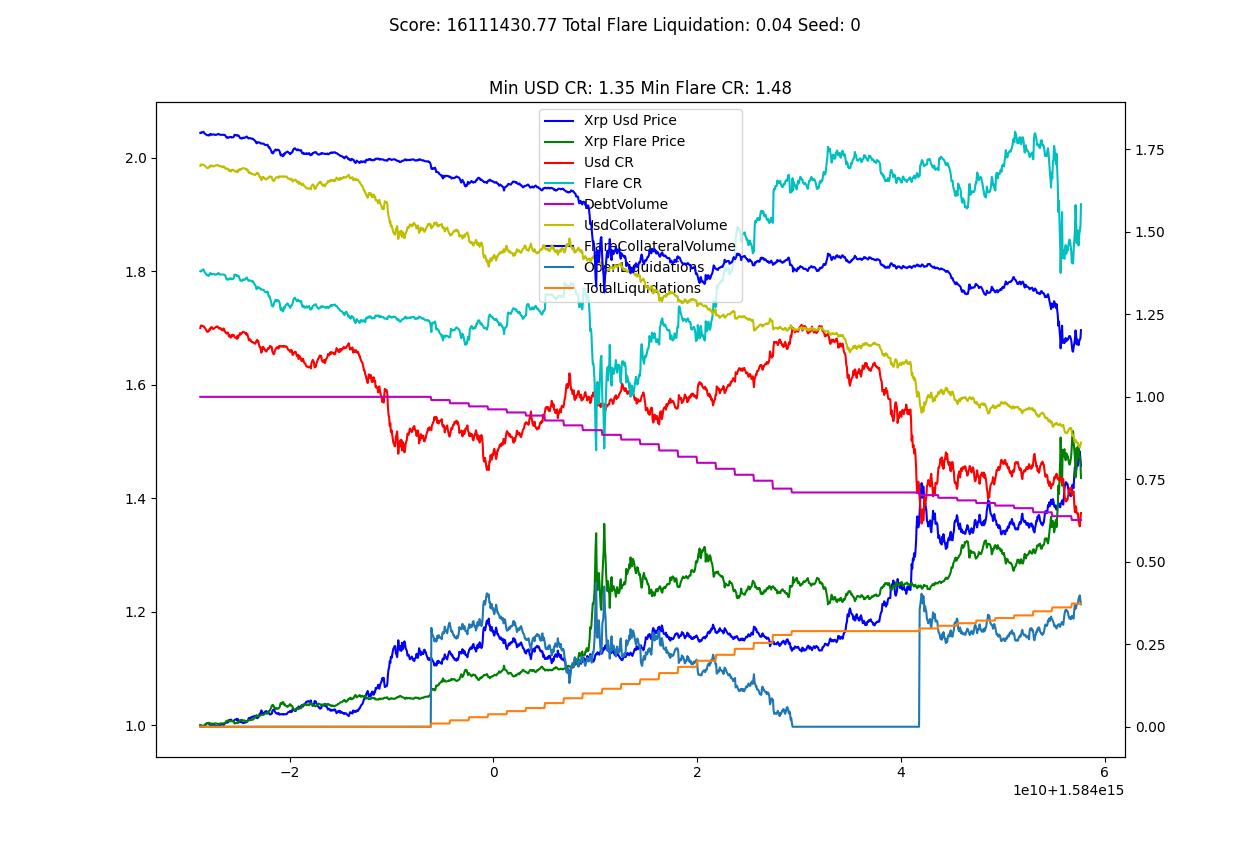 Score: 16111430.77 Total Flare Liquidation: 0.04 Seed: 0
Min USD CR: 1.35 Min Flare CR: 1.48
Xrp Usd Price
Xrp Flare Price
Usd CR
Flare CR
DebtVolume
UsdCollateralVolume
FlareCollateralVolume
OpenLiquidations
TotalLiquidations
2.0
1.8
1.6
1.4
1.2
1.0
1.75
1.50
1.25
1.00
0.75
0.50
0.25
0.00
−2
0
2
4
6
1e10+1.584e15